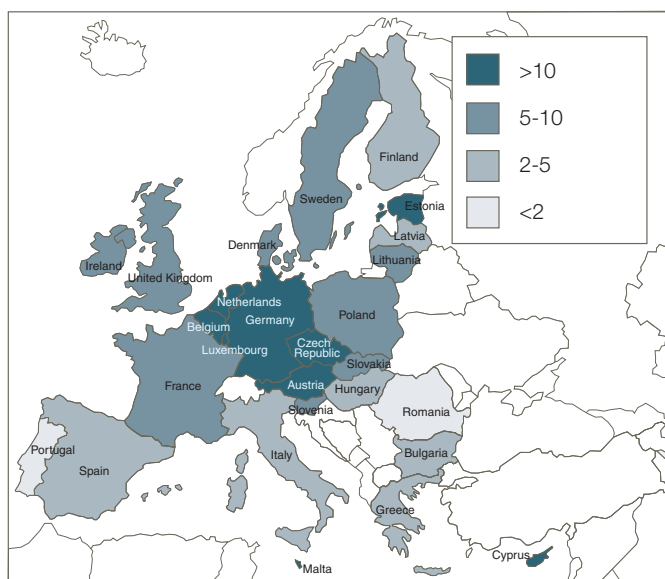 >10
5-10
2-5
<2
Finland
Sweden
Estonia
Latvia
Denmark
Lithuania
Ireland
United Kingdom
Netherlands
Germany
Poland
Belgium
Czech
Republic
Luxembourg
Slovakia
France
Austria
Hungary
Slovenia
Romania
Portugal
Italy
Bulgaria
Spain
Greece
Cyprus
Malta